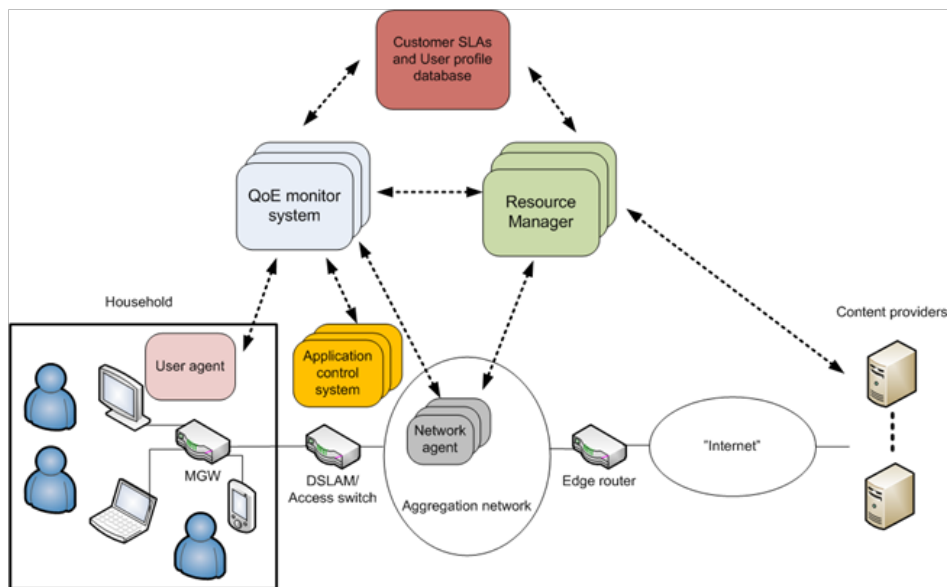 Customer SLAs
and User profile
database
QoE monitor
system
Resource
Manager
Household
Content providers
User agent
Application
control
system
Network
agent
"Internet"
MGW
DSLAM/
Access switch
Edge router
Aggregation network